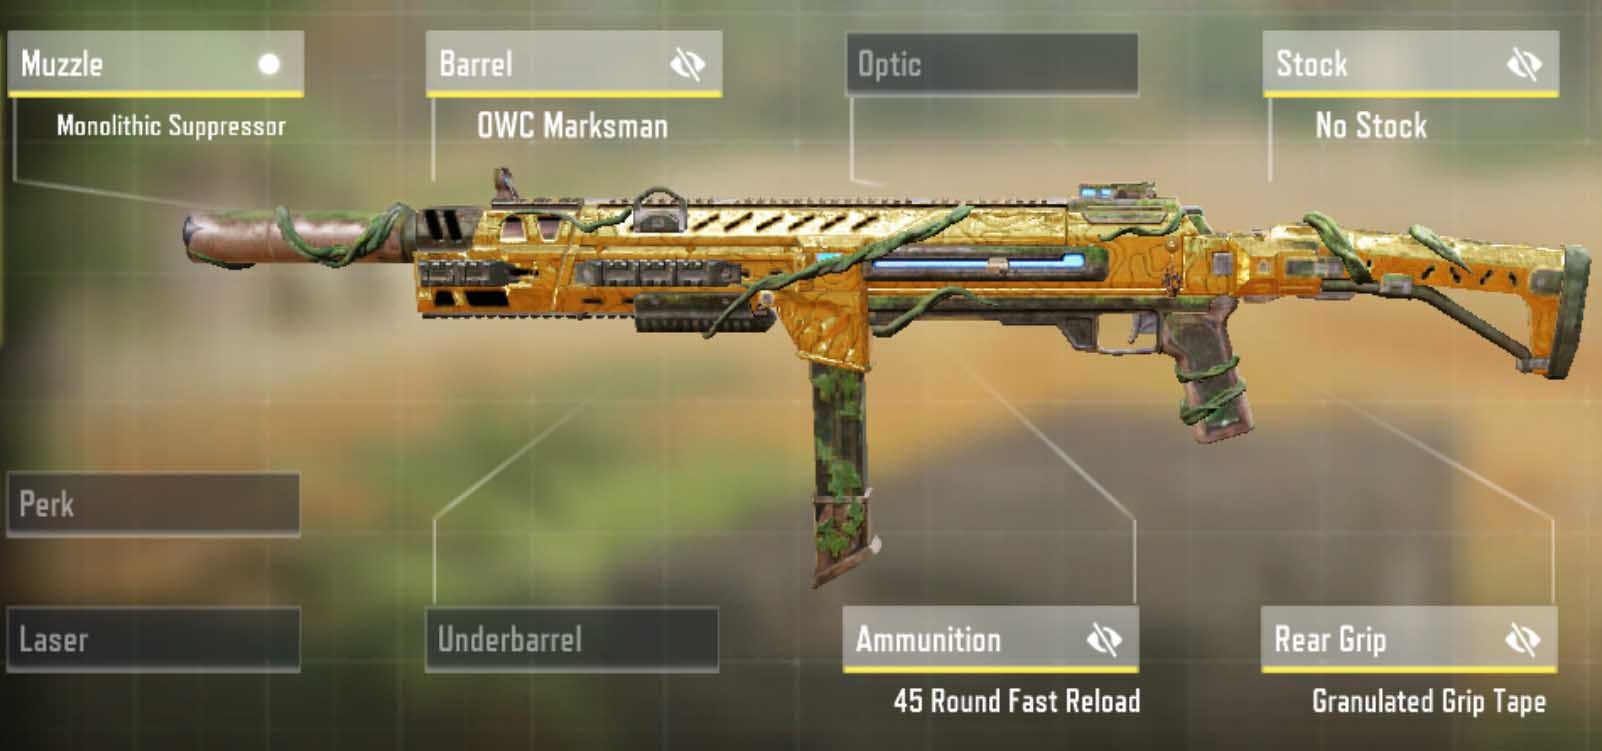 Muzzle
Monolithic Suppressor
Barrel
OWC Marksman
Optic
Stock
No Stock
Perk
Laser
Underbarrel
Ammunition
45 Round Fast Reload
Rear Grip
Granulated Grip Tape